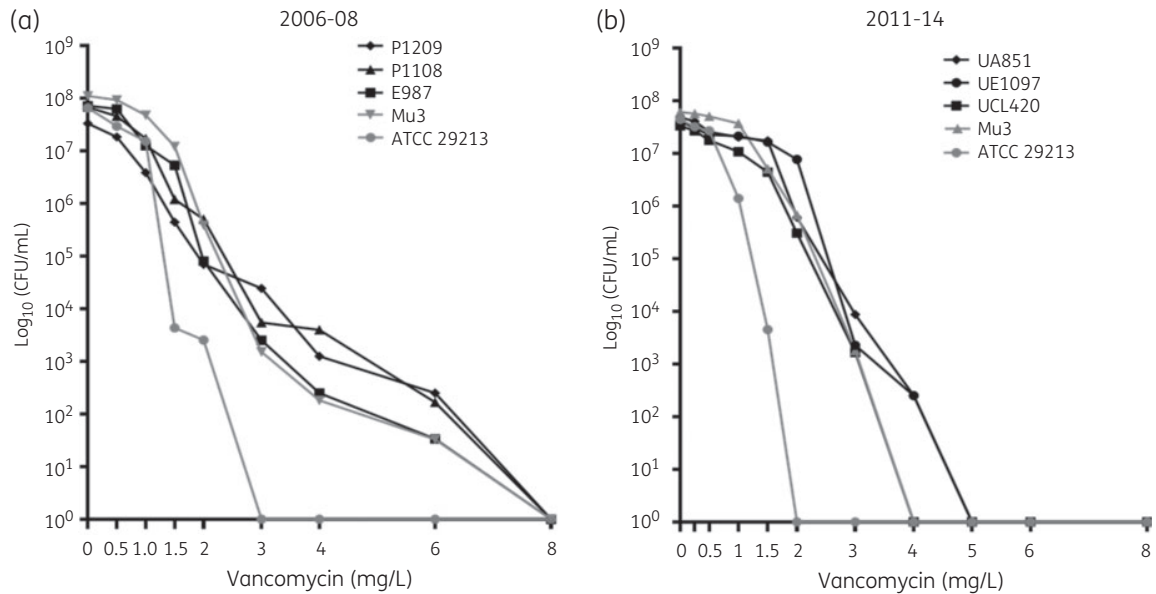 (a)
2006-08
10⁹
10⁸
10⁷
10⁶
10⁵
10⁴
10³
10²
10¹
10⁰
Log₁₀ (CFU/mL)
P1209
P1108
E987
Mu3
ATCC 29213
0 0.5 1.0 1.5 2 3 4 6 8
Vancomycin (mg/L)
(b)
2011-14
10⁹
10⁸
10⁷
10⁶
10⁵
10⁴
10³
10²
10¹
10⁰
Log₁₀ (CFU/mL)
UA851
UE1097
UCL420
Mu3
ATCC 29213
0 0.5 1 1.5 2 3 4 5 6 8
Vancomycin (mg/L)